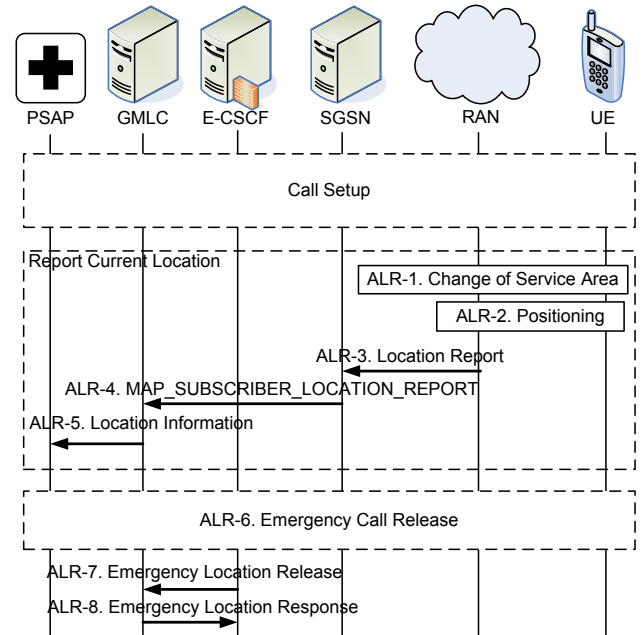 PSAP GMLC E-CSCF SGSN RAN UE
Call Setup
Report Current Location
ALR-1. Change of Service Area
ALR-2. Positioning
ALR-3. Location Report
ALR-4. MAP_SUBSCRIBER_LOCATION_REPORT
ALR-5. Location Information
ALR-6. Emergency Call Release
ALR-7. Emergency Location Release
ALR-8. Emergency Location Response